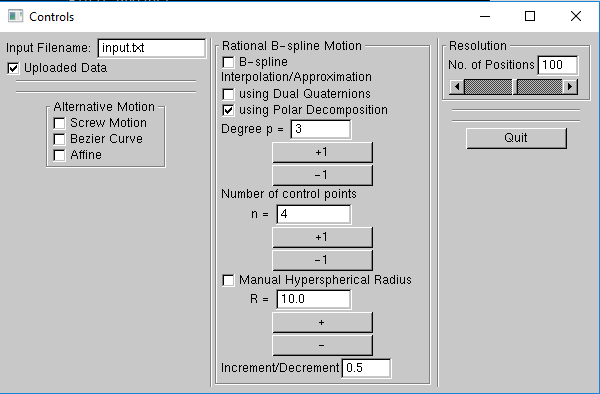 Controls
Input Filename: input.txt
Uploaded Data
Alternative Motion
Screw Motion
Bezier Curve
Affine
Rational B-spline Motion
B-spline
Interpolation/Approximation
using Dual Quaternions
using Polar Decomposition
Degree p = 3
+1
-1
Number of control points
n = 4
+1
-1
Manual Hyperspherical Radius
R = 10.0
+
-
Increment/Decrement 0.5
Resolution
No. of Positions 100
Quit